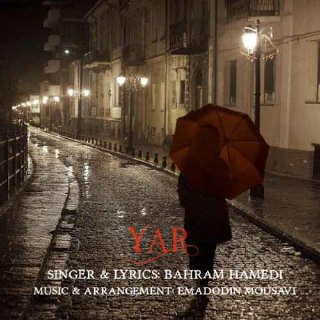 YAR
SINGER & LYRICS: BAHRAM HAMEDI
MUSIC & ARRANGEMENT: EMADODIN MOUSAVI